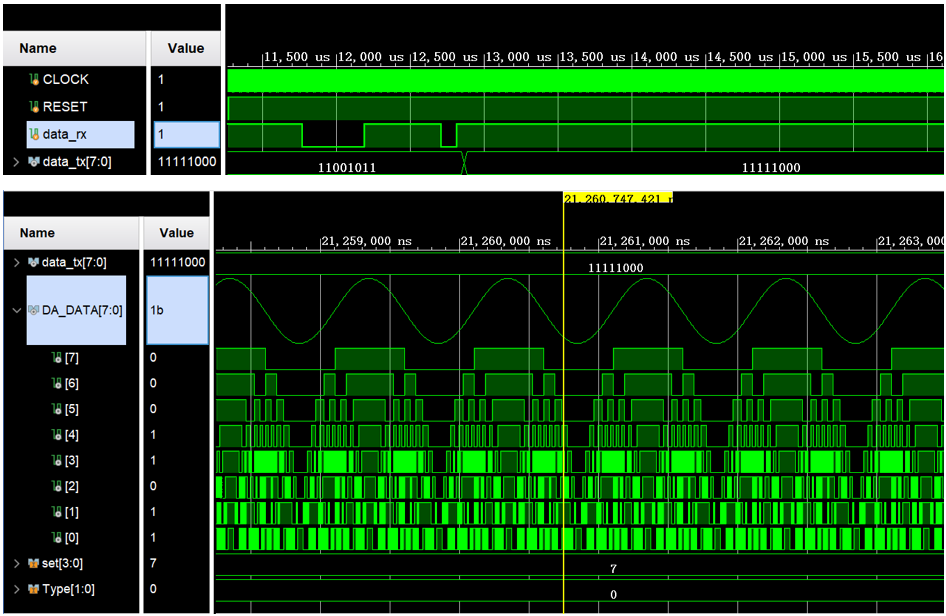 Name Value
11,500 us 12,000 us 12,500 us 13,000 us 13,500 us 14,000 us 14,500 us 15,000 us 15,500 us 16
CLOCK 1
RESET 1
data_rx 1
data_tx[7:0] 11111000 11001011 11111000
21,260,747.421 n
Name Value
21,259,000 ns 21,260,000 ns 21,261,000 ns 21,262,000 ns 21,263,000
data_tx[7:0] 11111000 11111000
DA_DATA[7:0] 1b
[7] 0
[6] 0
[5] 0
[4] 1
[3] 1
[2] 0
[1] 1
[0] 1
set[3:0] 7 7
Type[1:0] 0 0